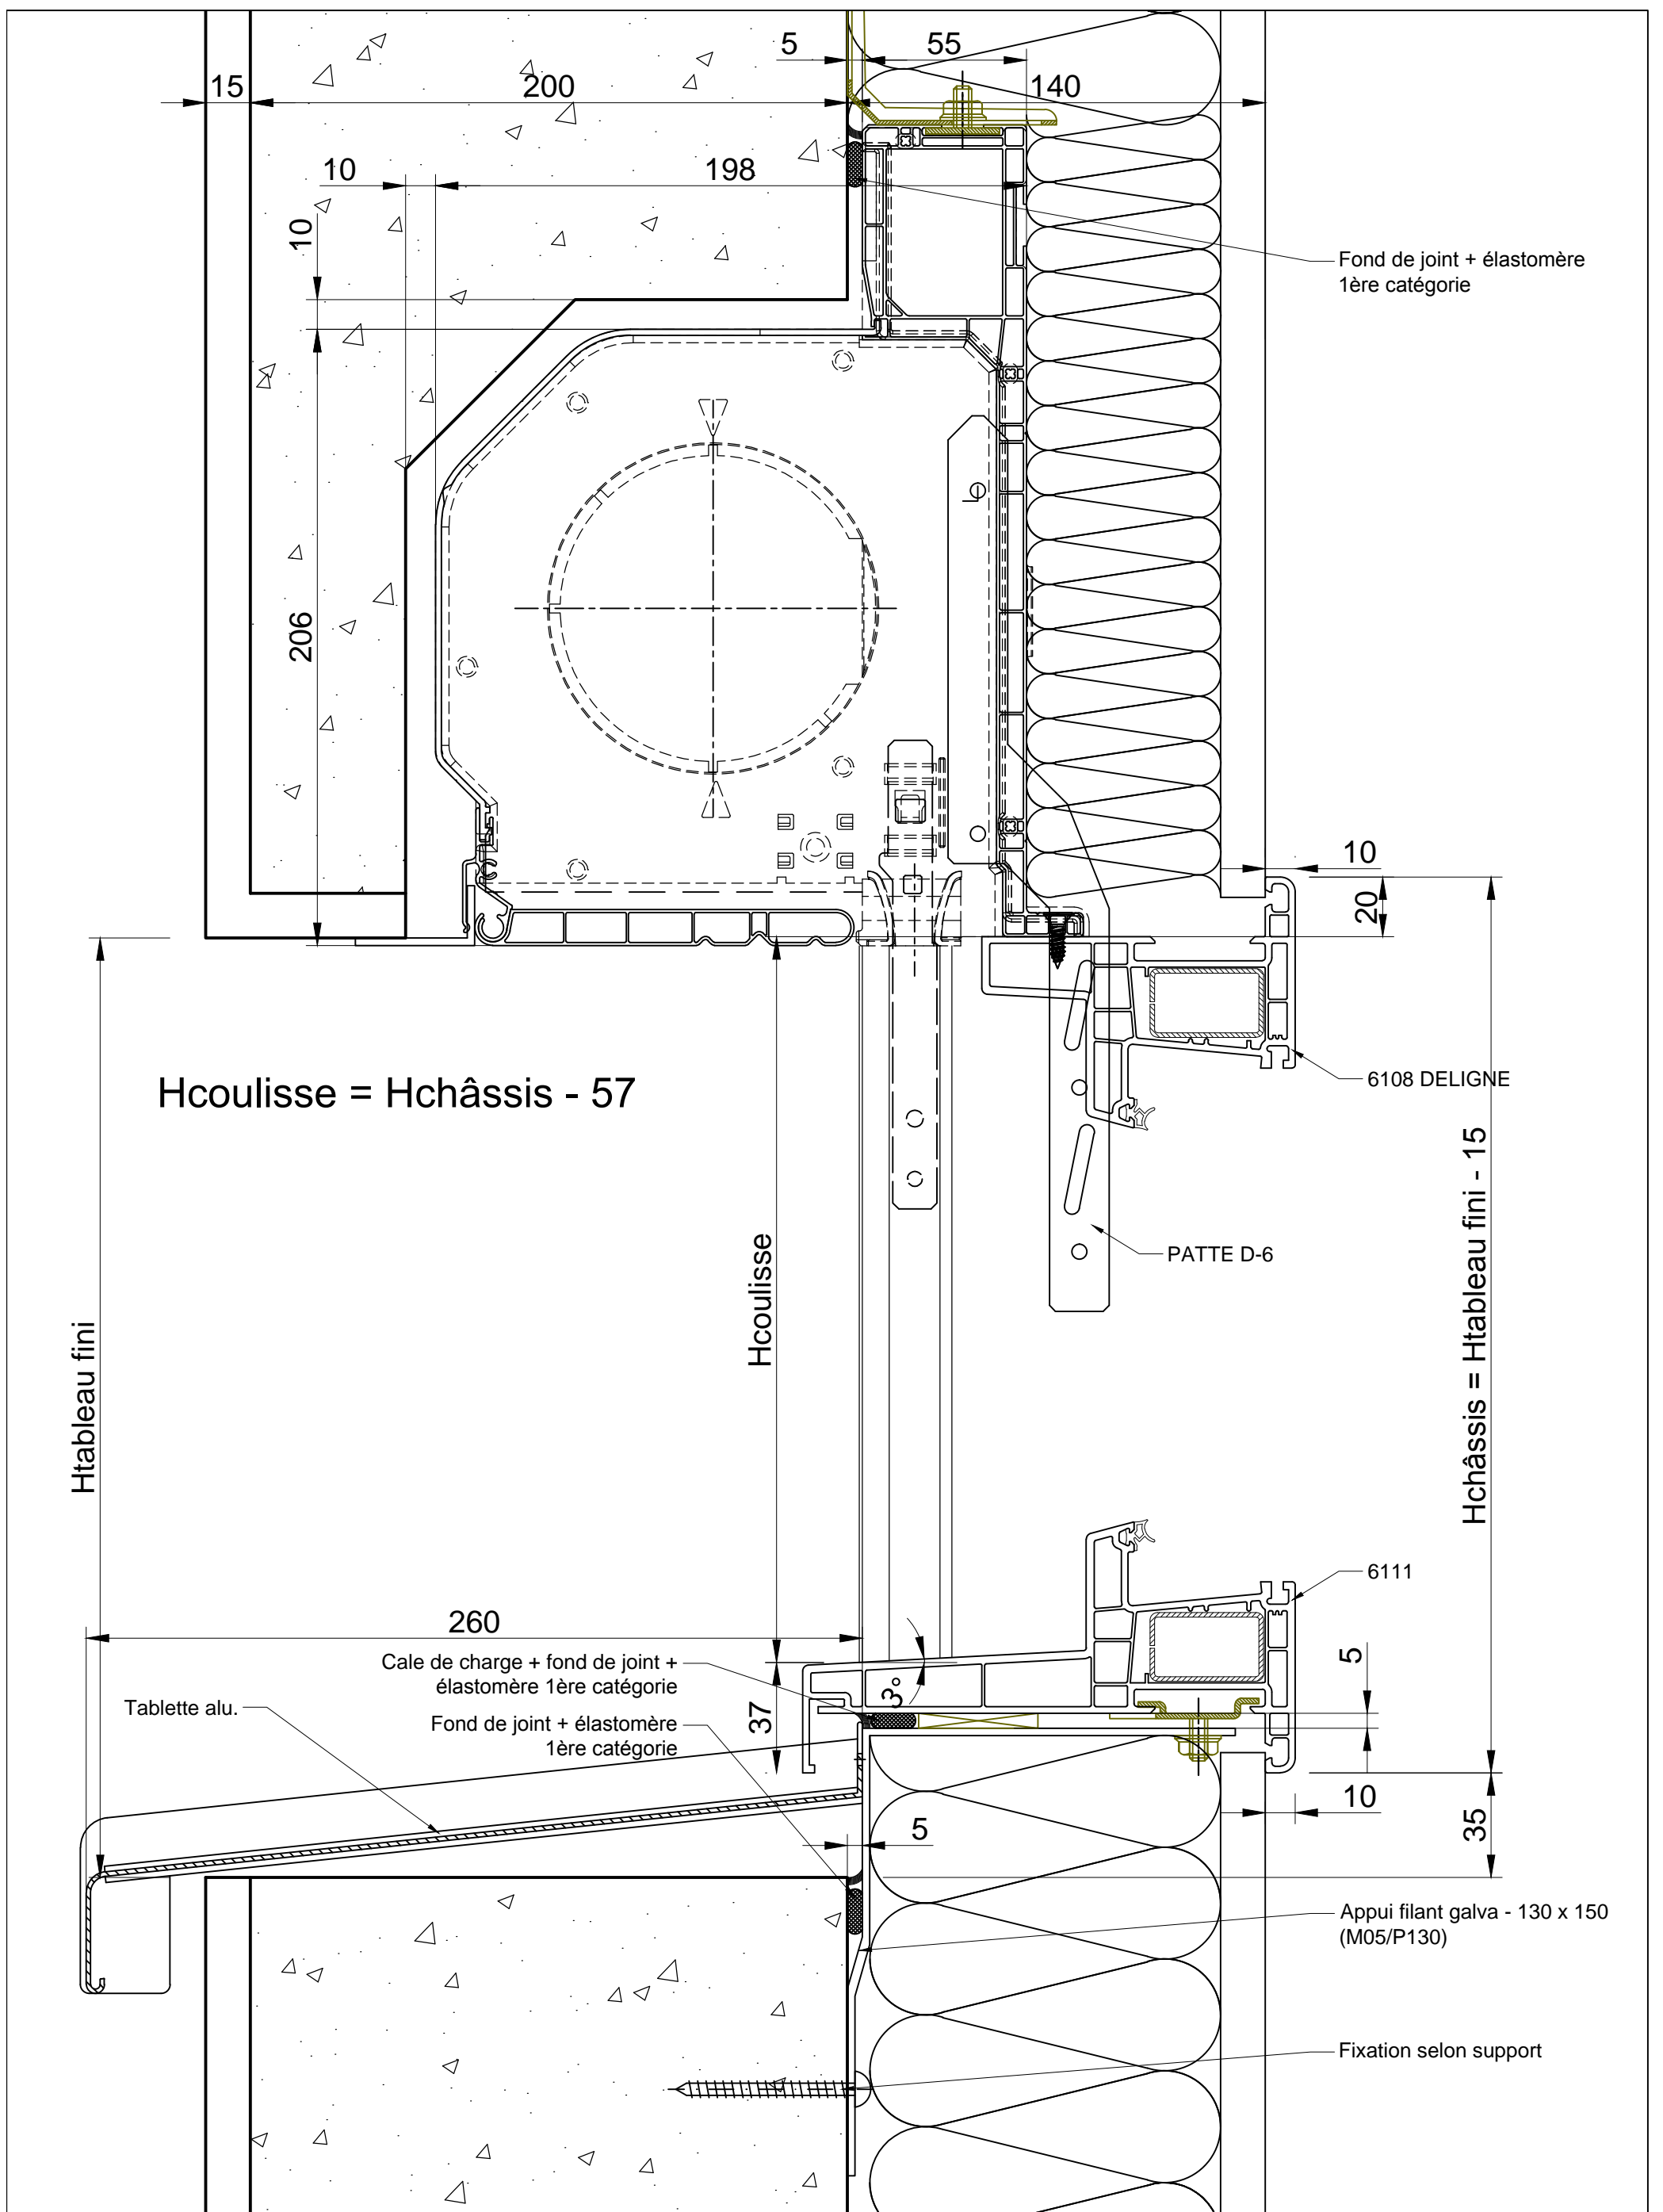 5
55
15
200
140
10
198
10
Fond de joint + élastomère
1ère catégorie
206
10
20
6108 DELIGNE
Hcoulisse = Hchâssis - 57
PATTE D-6
Hcoulisse
Htableau fini
Hchâssis = Htableau fini - 15
6111
260
5
Cale de charge + fond de joint +
élastomère 1ère catégorie
3°
37
Tablette alu.
Fond de joint + élastomère
1ère catégorie
10
5
35
Appui filant galva - 130 x 150
(M05/P130)
Fixation selon support